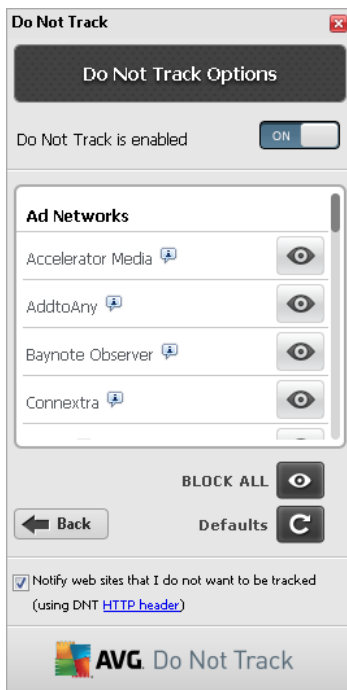 Do Not Track
Do Not Track Options
Do Not Track is enabled
ON
Ad Networks
Accelerator Media
AddtoAny
Baynote Observer
Connextra
BLOCK ALL
Back
Defaults
Notify web sites that I do not want to be tracked
(using DNT HTTP header)
AVG. Do Not Track